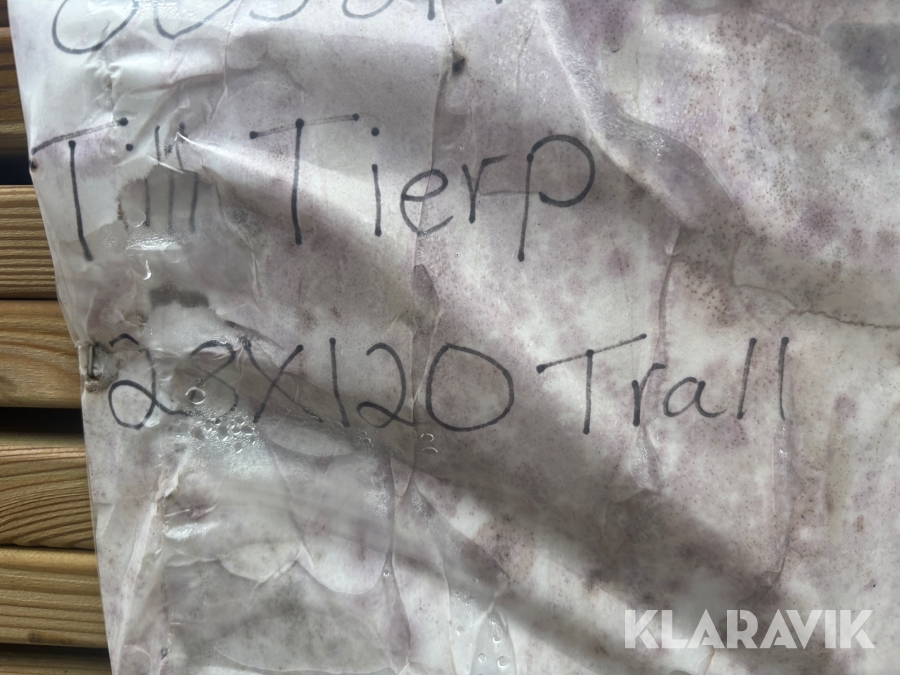 Till Tierp
28X120 Trall
KLARAVIK